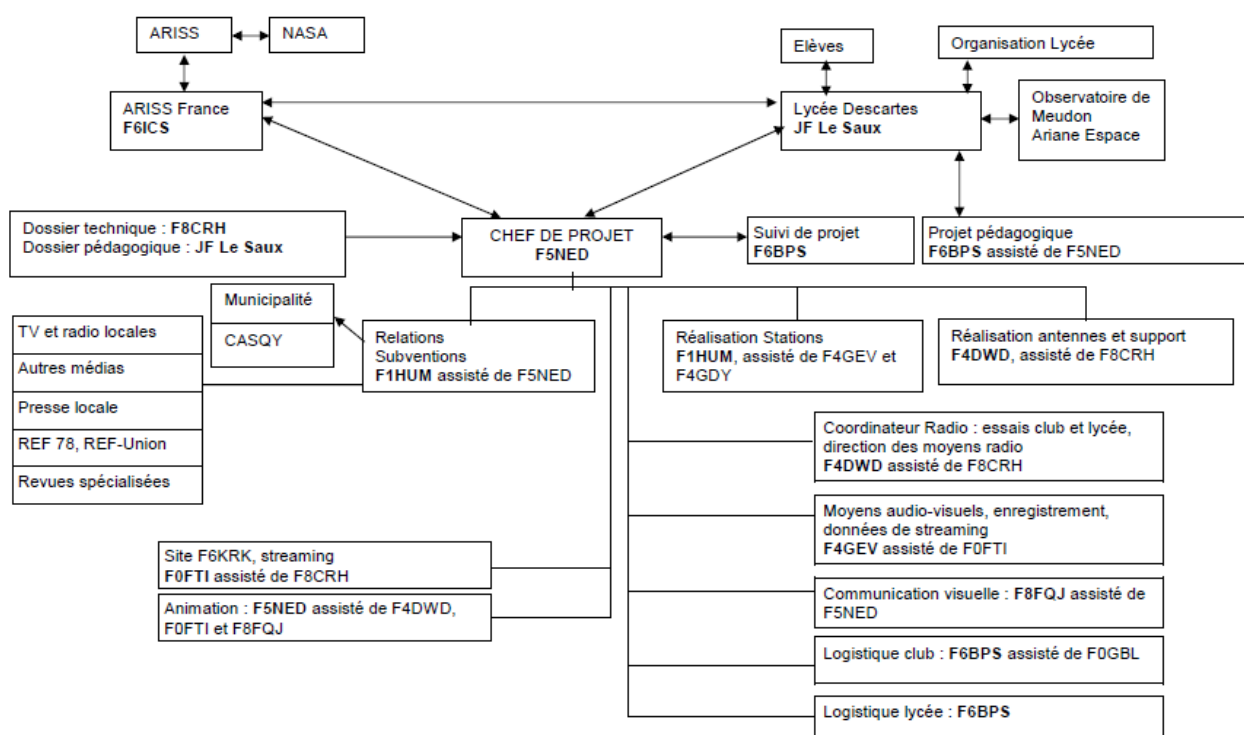 ARISS
NASA
Elèves
Organisation Lycée
ARISS France
F6ICS
Lycée Descartes
JF Le Saux
Observatoire de
Meudon
Ariane Espace
Dossier technique : F8CRH
Dossier pédagogique : JF Le Saux
CHEF DE PROJET
F5NED
Suivi de projet
F6BPS
Projet pédagogique
F6BPS assisté de F5NED
Municipalité
CASQY
TV et radio locales
Autres médias
Presse locale
REF 78, REF-Union
Revues spécialisées
Relations
Subventions
F1HUM assisté de F5NED
Réalisation Stations
F1HUM, assisté de F4GEV et
F4GDY
Réalisation antennes et support
F4DWD, assisté de F8CRH
Coordinateur Radio : essais club et lycée,
direction des moyens radio
F4DWD assisté de F8CRH
Moyens audio-visuels, enregistrement,
données de streaming
F4GEV assisté de F0FTI
Site F6KRK, streaming
F0FTI assisté de F8CRH
Animation : F5NED assisté de F4DWD,
F0FTI et F8FQJ
Communication visuelle : F8FQJ assisté de
F5NED
Logistique club : F6BPS assisté de F0GBL
Logistique lycée : F6BPS